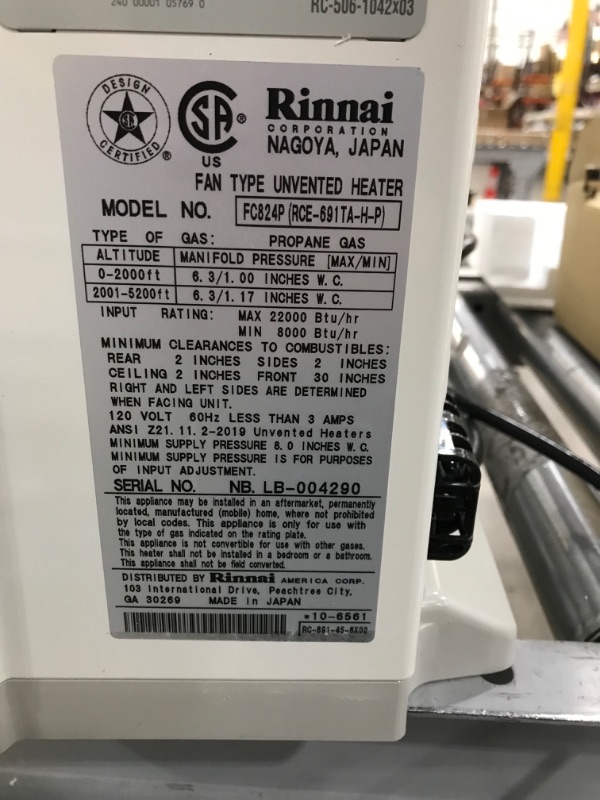 240 00001 05769 0
RC-506-1042x03
DESIGN
CERTIFIED
®
SA ®
US
Rinnai
CORPORATION
NAGOYA, JAPAN
FAN TYPE UNVENTED HEATER
MODEL NO. FC824P (RCE-691TA-H-P)
TYPE OF GAS: PROPANE GAS
ALTITUDE MANIFOLD PRESSURE [MAX/MIN]
0-2000ft 6.3/1.00 INCHES W.C.
2001-5200ft 6.3/1.17 INCHES W.C.
INPUT RATING: MAX 22000 Btu/hr
MIN 8000 Btu/hr
MINIMUM CLEARANCES TO COMBUSTIBLES:
REAR 2 INCHES SIDES 2 INCHES
CEILING 2 INCHES FRONT 30 INCHES
RIGHT AND LEFT SIDES ARE DETERMINED
WHEN FACING UNIT.
120 VOLT 60Hz LESS THAN 3 AMPS
ANSI Z21.11.2-2019 Unvented Heaters
MINIMUM SUPPLY PRESSURE 8.0 INCHES W.C.
MINIMUM SUPPLY PRESSURE IS FOR PURPOSES
OF INPUT ADJUSTMENT.
SERIAL NO. NB. LB-004290
This appliance may be installed in an aftermarket, permanently
located, manufactured (mobile) home, where not prohibited
by local codes. This appliance is only for use with
the type of gas indicated on the rating plate.
This appliance is not convertible for use with other gases.
This heater shall not be installed in a bedroom or a bathroom.
This appliance shall not be field converted.
DISTRIBUTED BY Rinnai AMERICA CORP.
103 International Drive, Peachtree City,
GA 30269 MADE IN JAPAN
*10-6561
RC-691-45-6X02